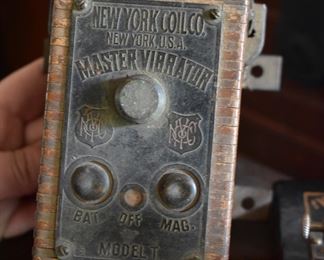 NEW YORK COIL CO.
NEW YORK, U.S.A.
MASTER VIBRATOR
BAT. OFF MAG.
MODEL T